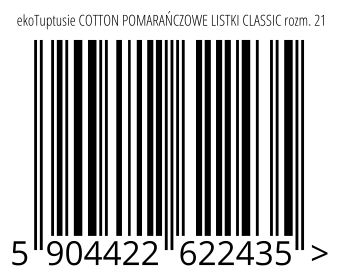 ekoTuptusie COTTON POMARAŃCZOWE LISTKI CLASSIC rozm. 21
5 904422 622435 >